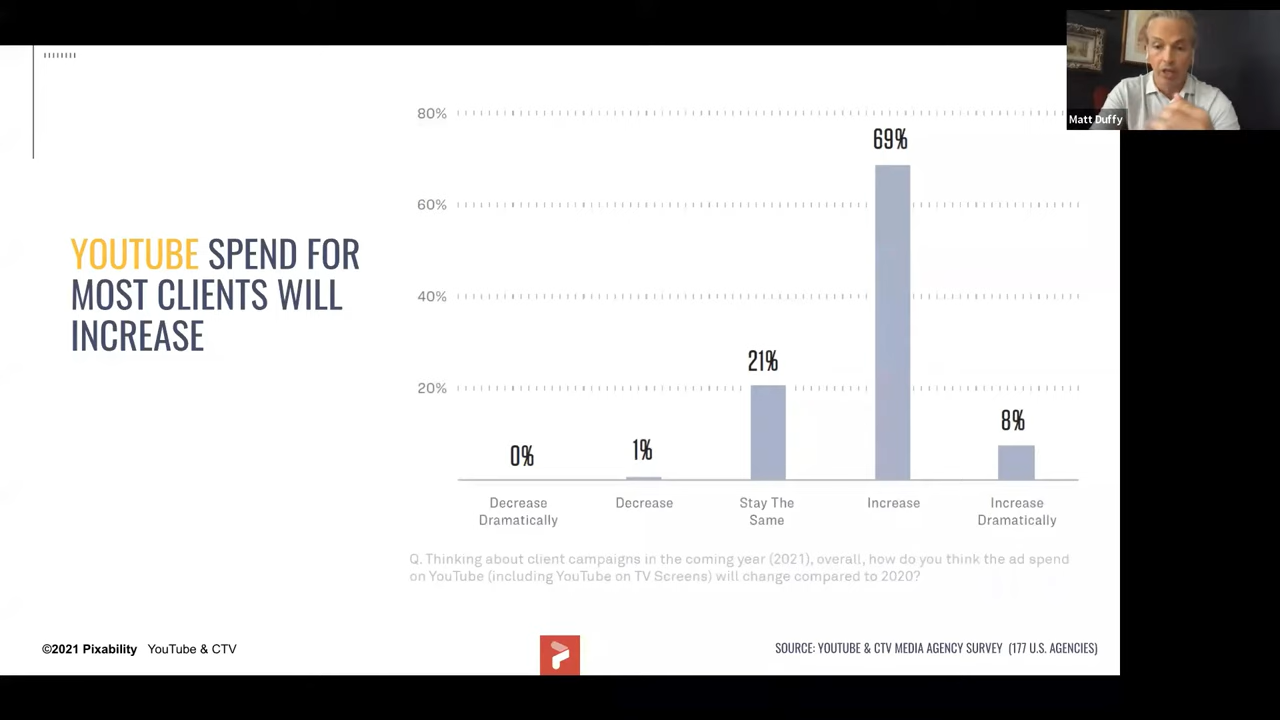 Matt Duffy
YOUTUBE SPEND FOR
MOST CLIENTS WILL
INCREASE
80%
60%
40%
20%
0%
1%
21%
69%
8%
Decrease
Dramatically
Decrease
Stay The
Same
Increase
Increase
Dramatically
Q. Thinking about client campaigns in the coming year (2021), overall, how do you think the ad spend
on YouTube (including YouTube on TV Screens) will change compared to 2020?
©2021 Pixability YouTube & CTV
SOURCE: YOUTUBE & CTV MEDIA AGENCY SURVEY (177 U.S. AGENCIES)